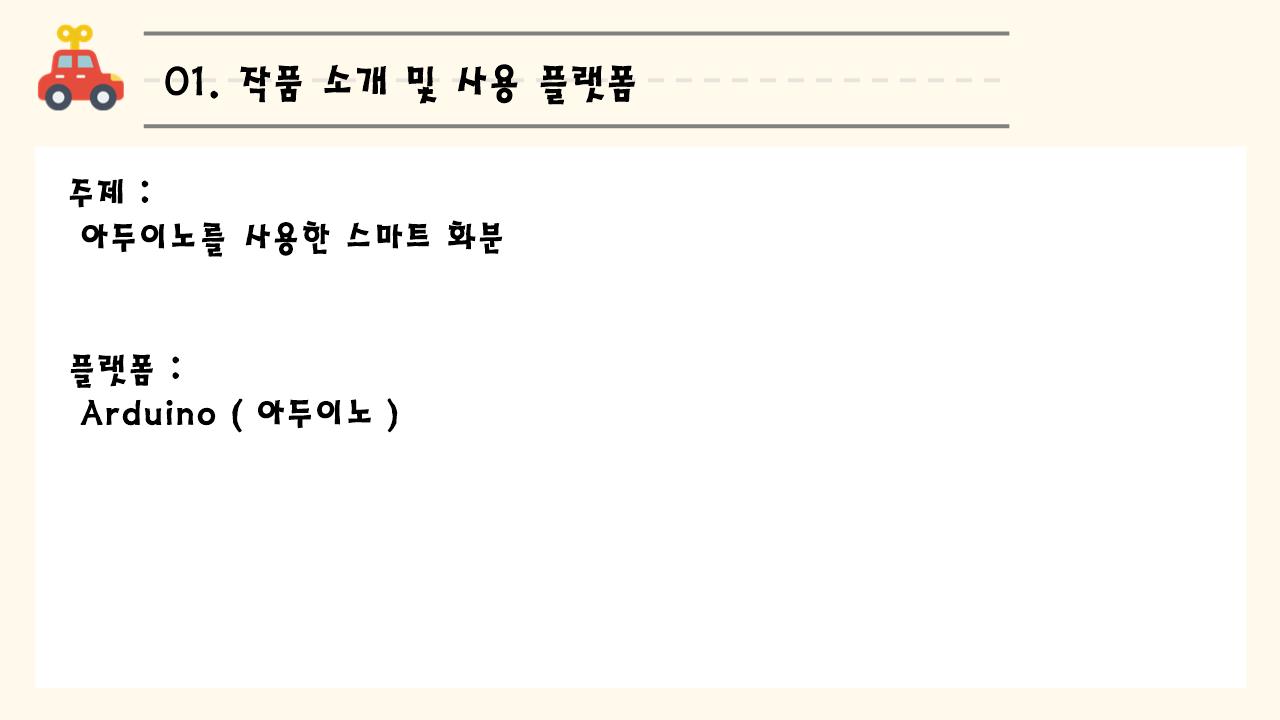 01. 작품 소개 및 사용 플랫폼
주제 :
아두이노를 사용한 스마트 화분
플랫폼 :
Arduino ( 아두이노 )